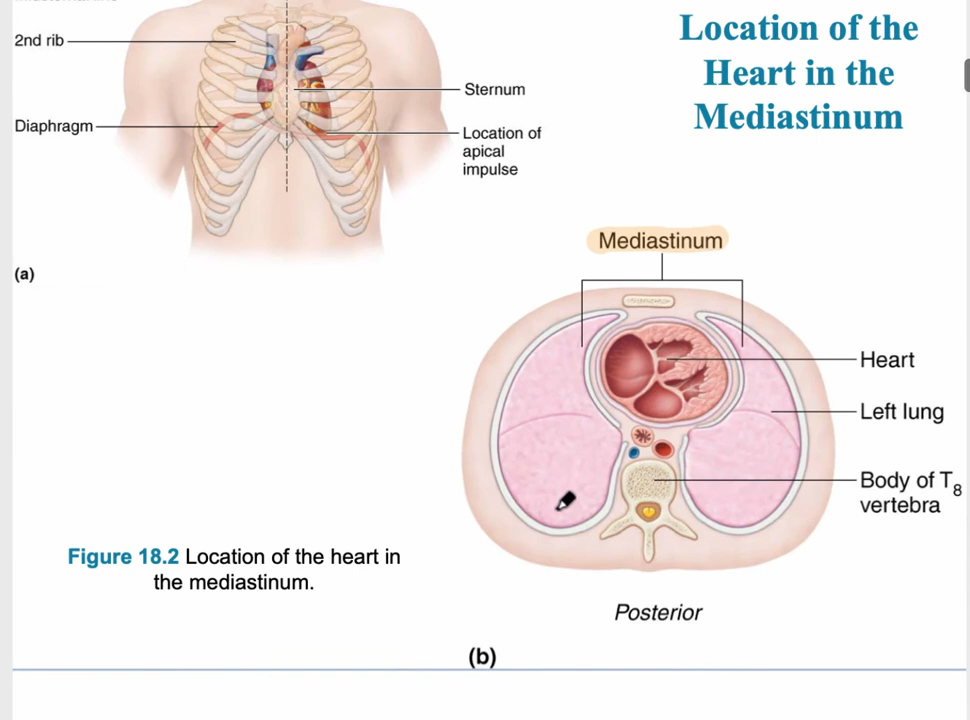 Location of the
Heart in the
Mediastinum
2nd rib
Sternum
Diaphragm
Location of
apical
impulse
(a)
Mediastinum
Heart
Left lung
Body of T8
vertebra
Figure 18.2 Location of the heart in
the mediastinum.
Posterior
(b)